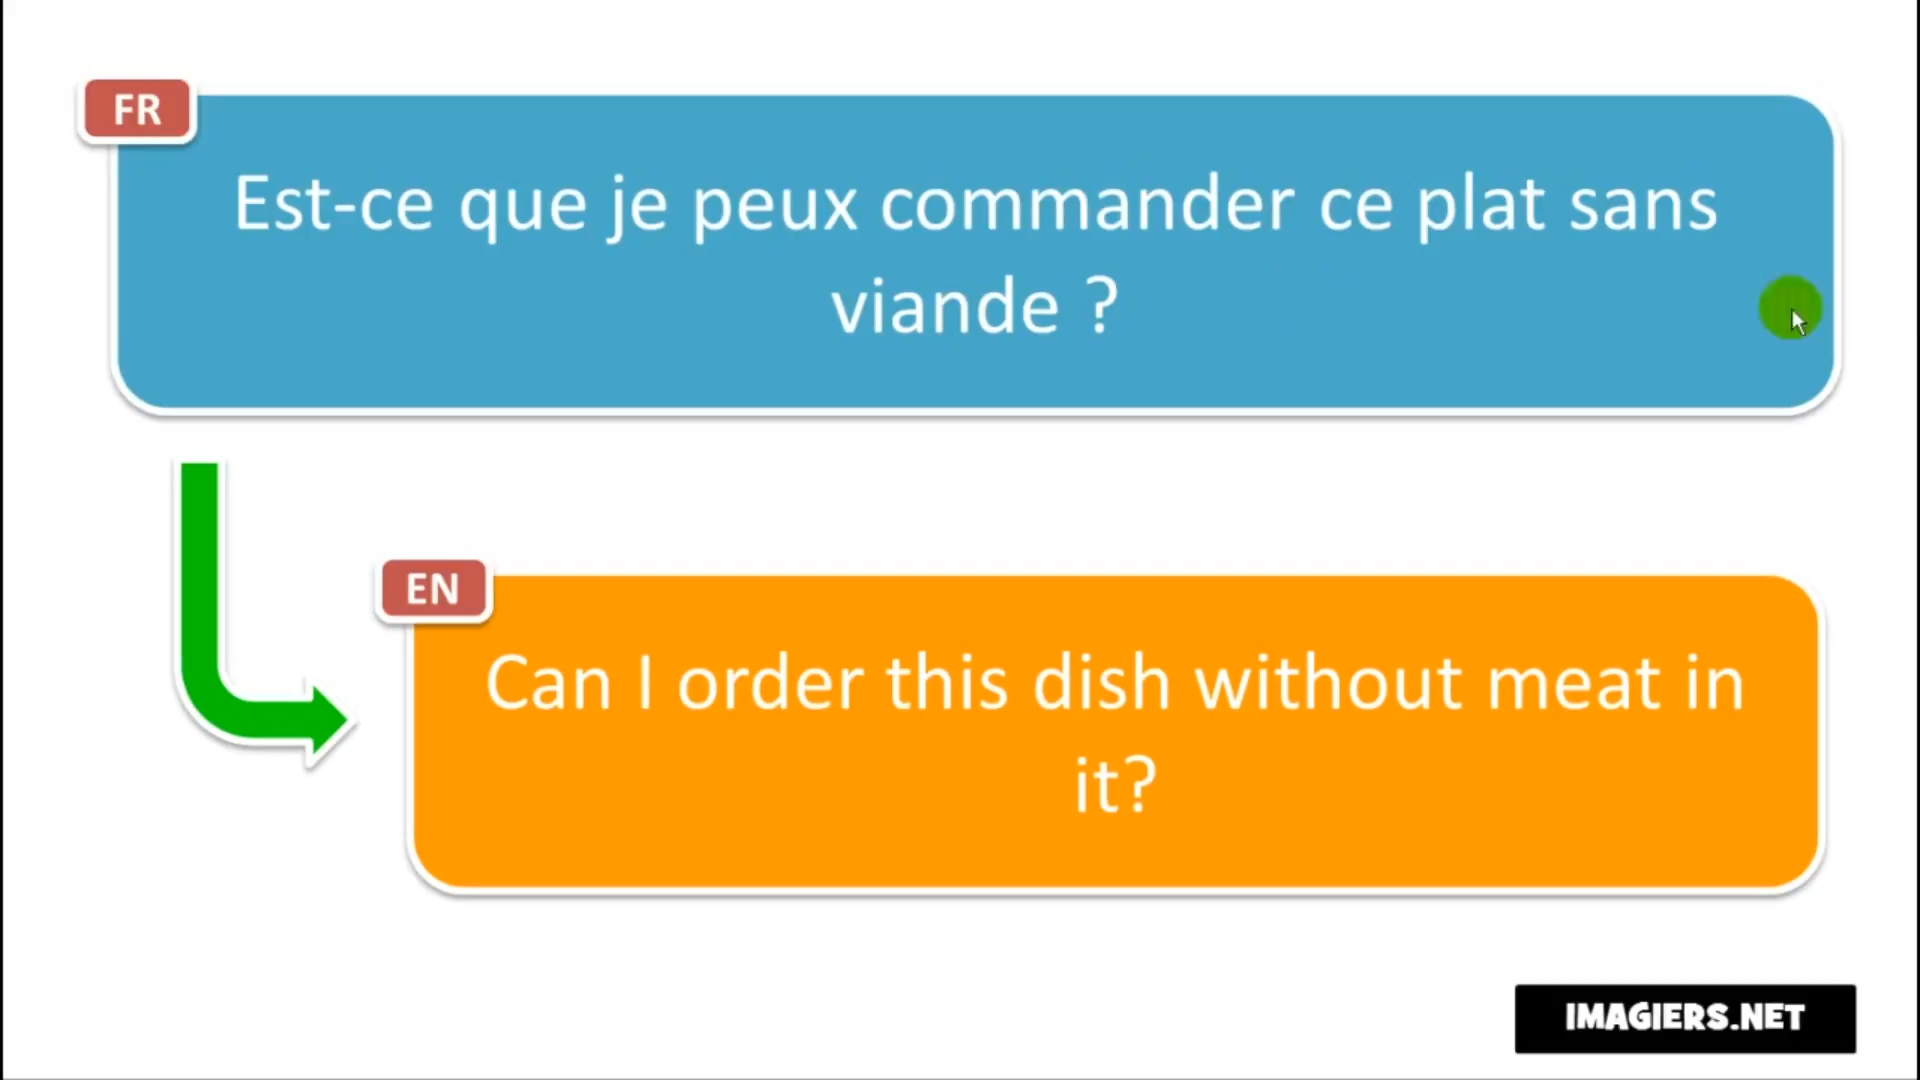 FR
Est-ce que je peux commander ce plat sans
viande ?
EN
Can I order this dish without meat in
it?
IMAGIERS.NET